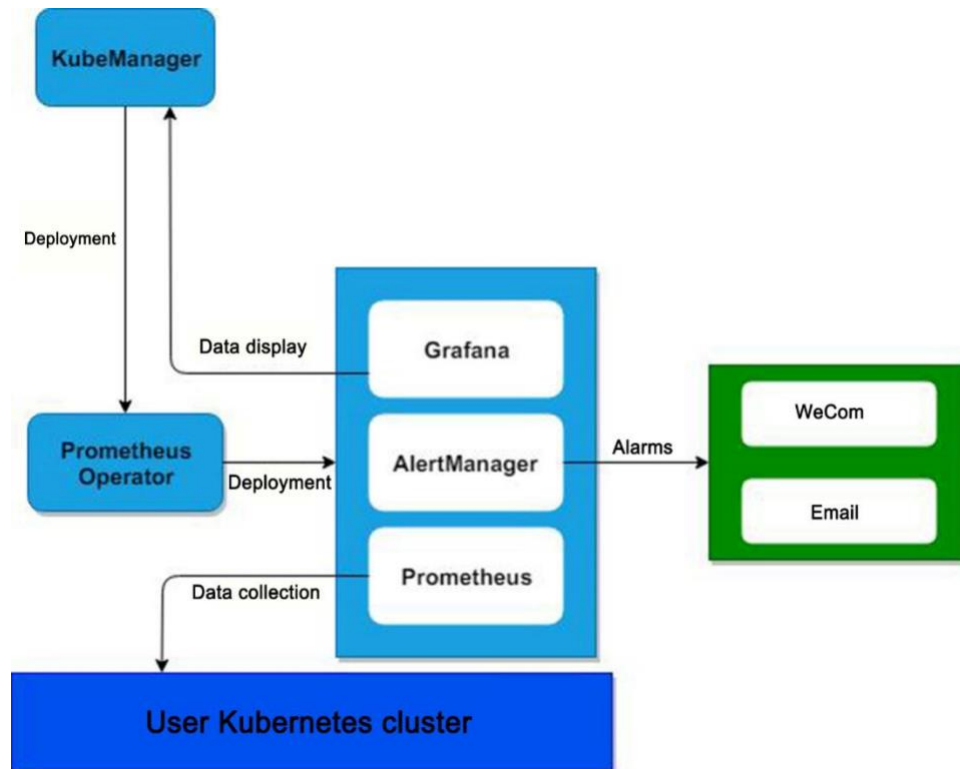 KubeManager
Deployment
Data display
Grafana
WeCom
Prometheus
Operator
Deployment
AlertManager
Alarms
Email
Data collection
Prometheus
User Kubernetes cluster